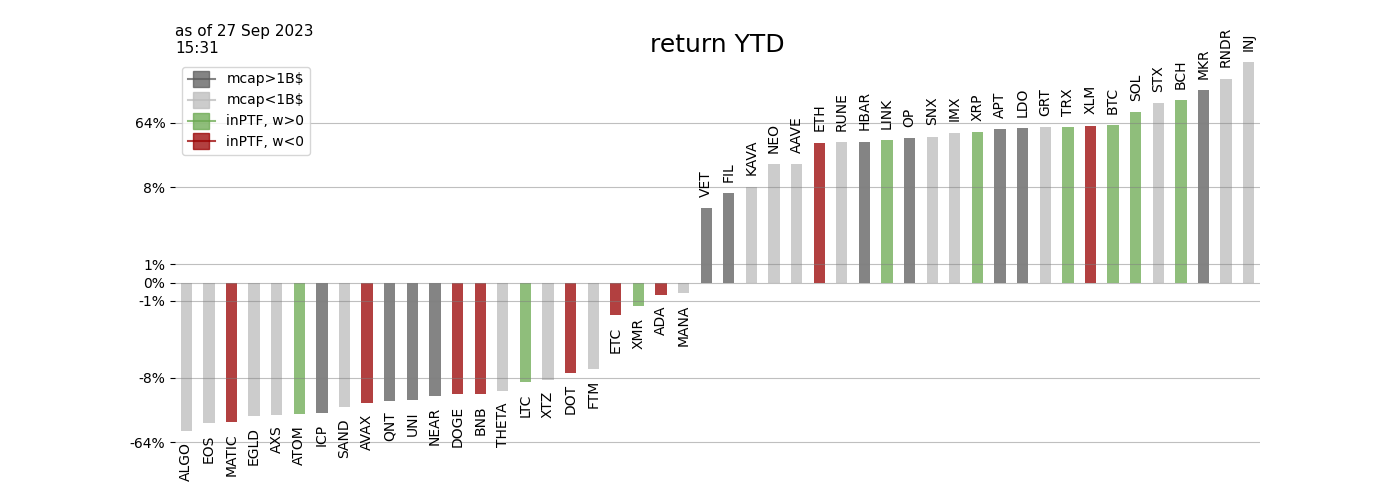 as of 27 Sep 2023
15:31
return YTD
mcap>1B$
mcap<1B$
inPTF, w>0
inPTF, w<0
64%
8%
1%
0%
-1%
-8%
-64%
ALGO
EOS
MATIC
EGLD
AXS
ATOM
ICP
SAND
AVAX
QNT
UNI
NEAR
DOGE
BNB
THETA
LTC
XTZ
DOT
FTM
ETC
XMR
ADA
MANA
VET
FIL
KAVA
NEO
AAVE
ETH
RUNE
HBAR
LINK
OP
SNX
IMX
XRP
APT
LDO
GRT
TRX
XLM
BTC
SOL
STX
BCH
MKR
RNDR
INJ